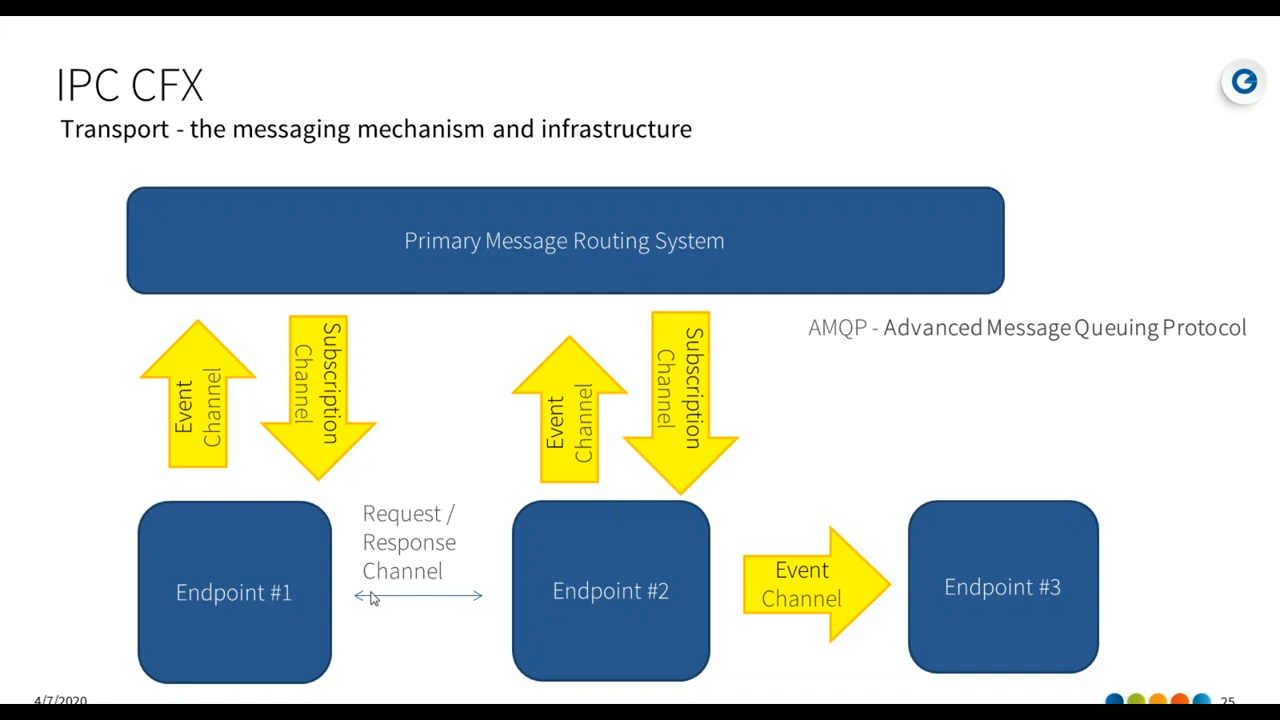 IPC CFX
Transport - the messaging mechanism and infrastructure
Primary Message Routing System
AMQP - Advanced Message Queuing Protocol
Event
Channel
Subscription
Channel
Event
Channel
Subscription
Channel
Request /
Response
Channel
Endpoint #1
Endpoint #2
Event
Channel
Endpoint #3
4/7/2020
25